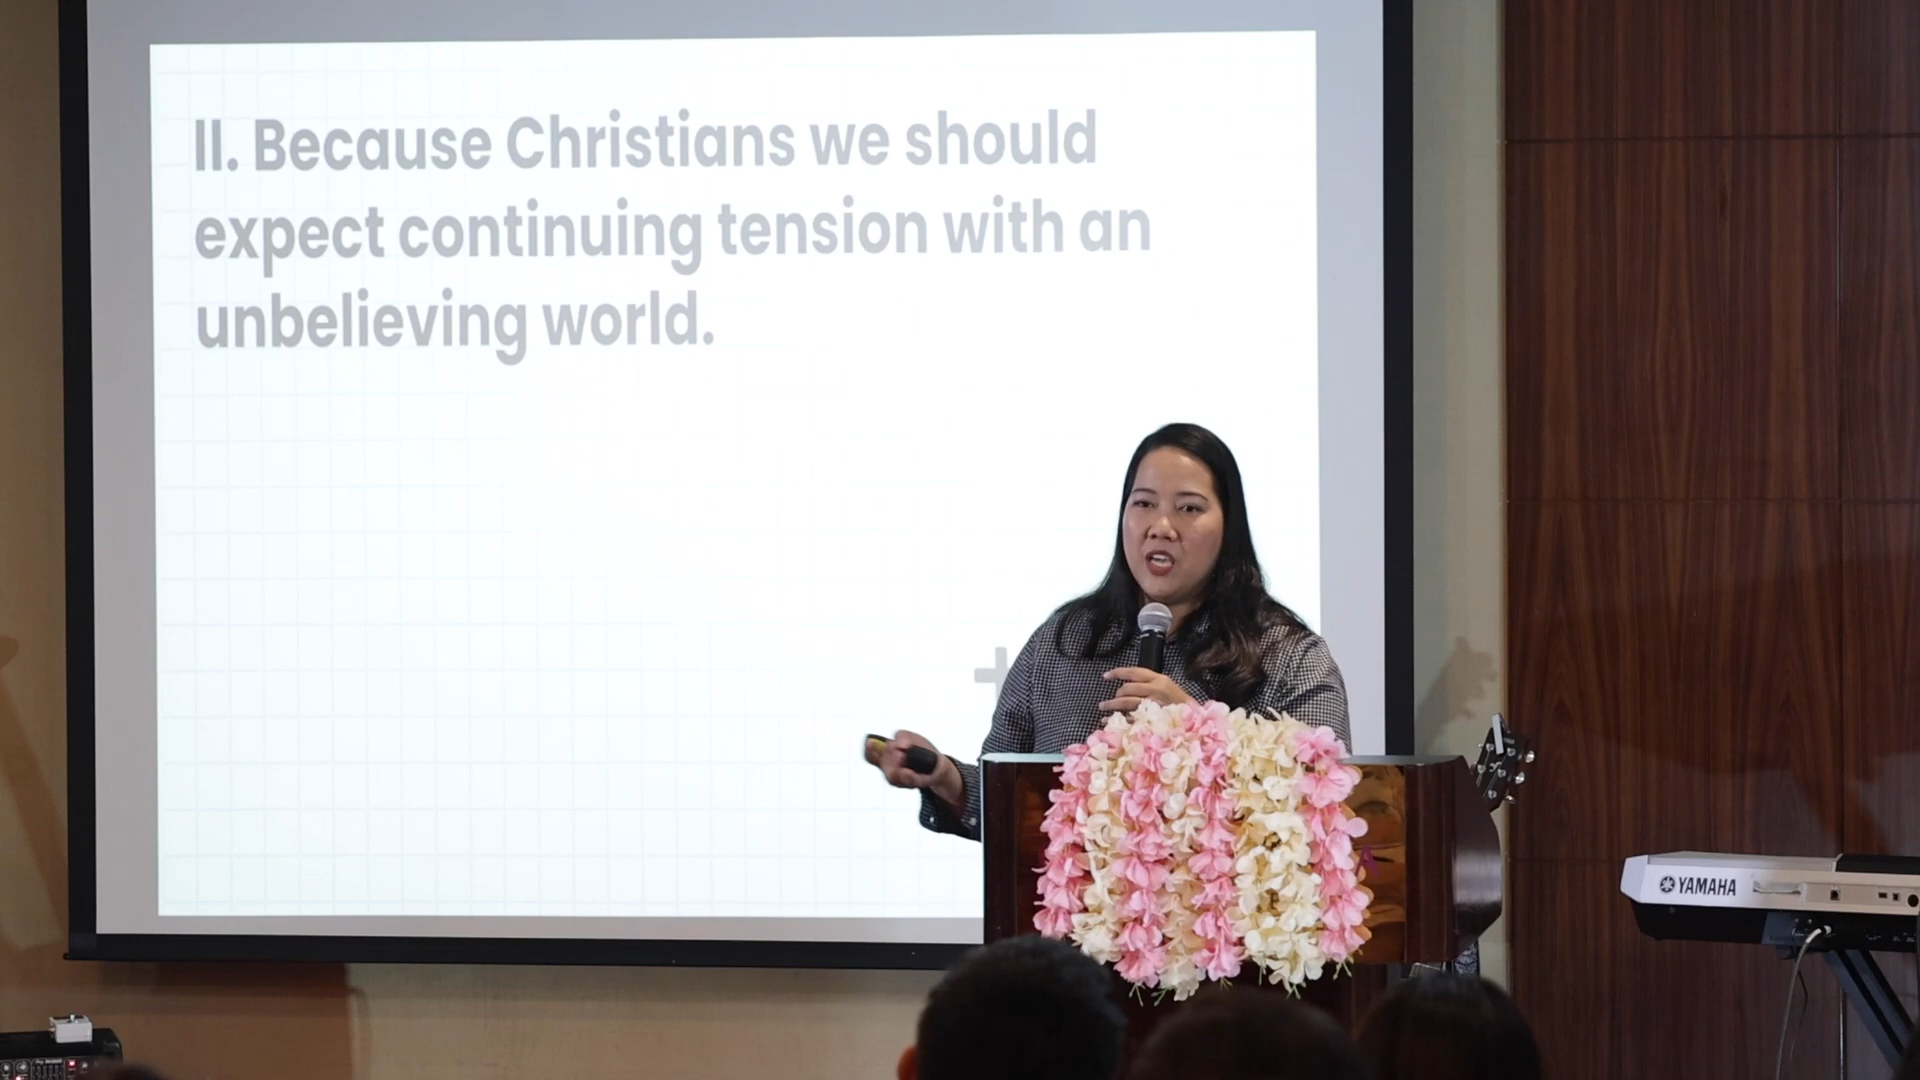 II. Because Christians we should
expect continuing tension with an
unbelieving world.
YAMAHA